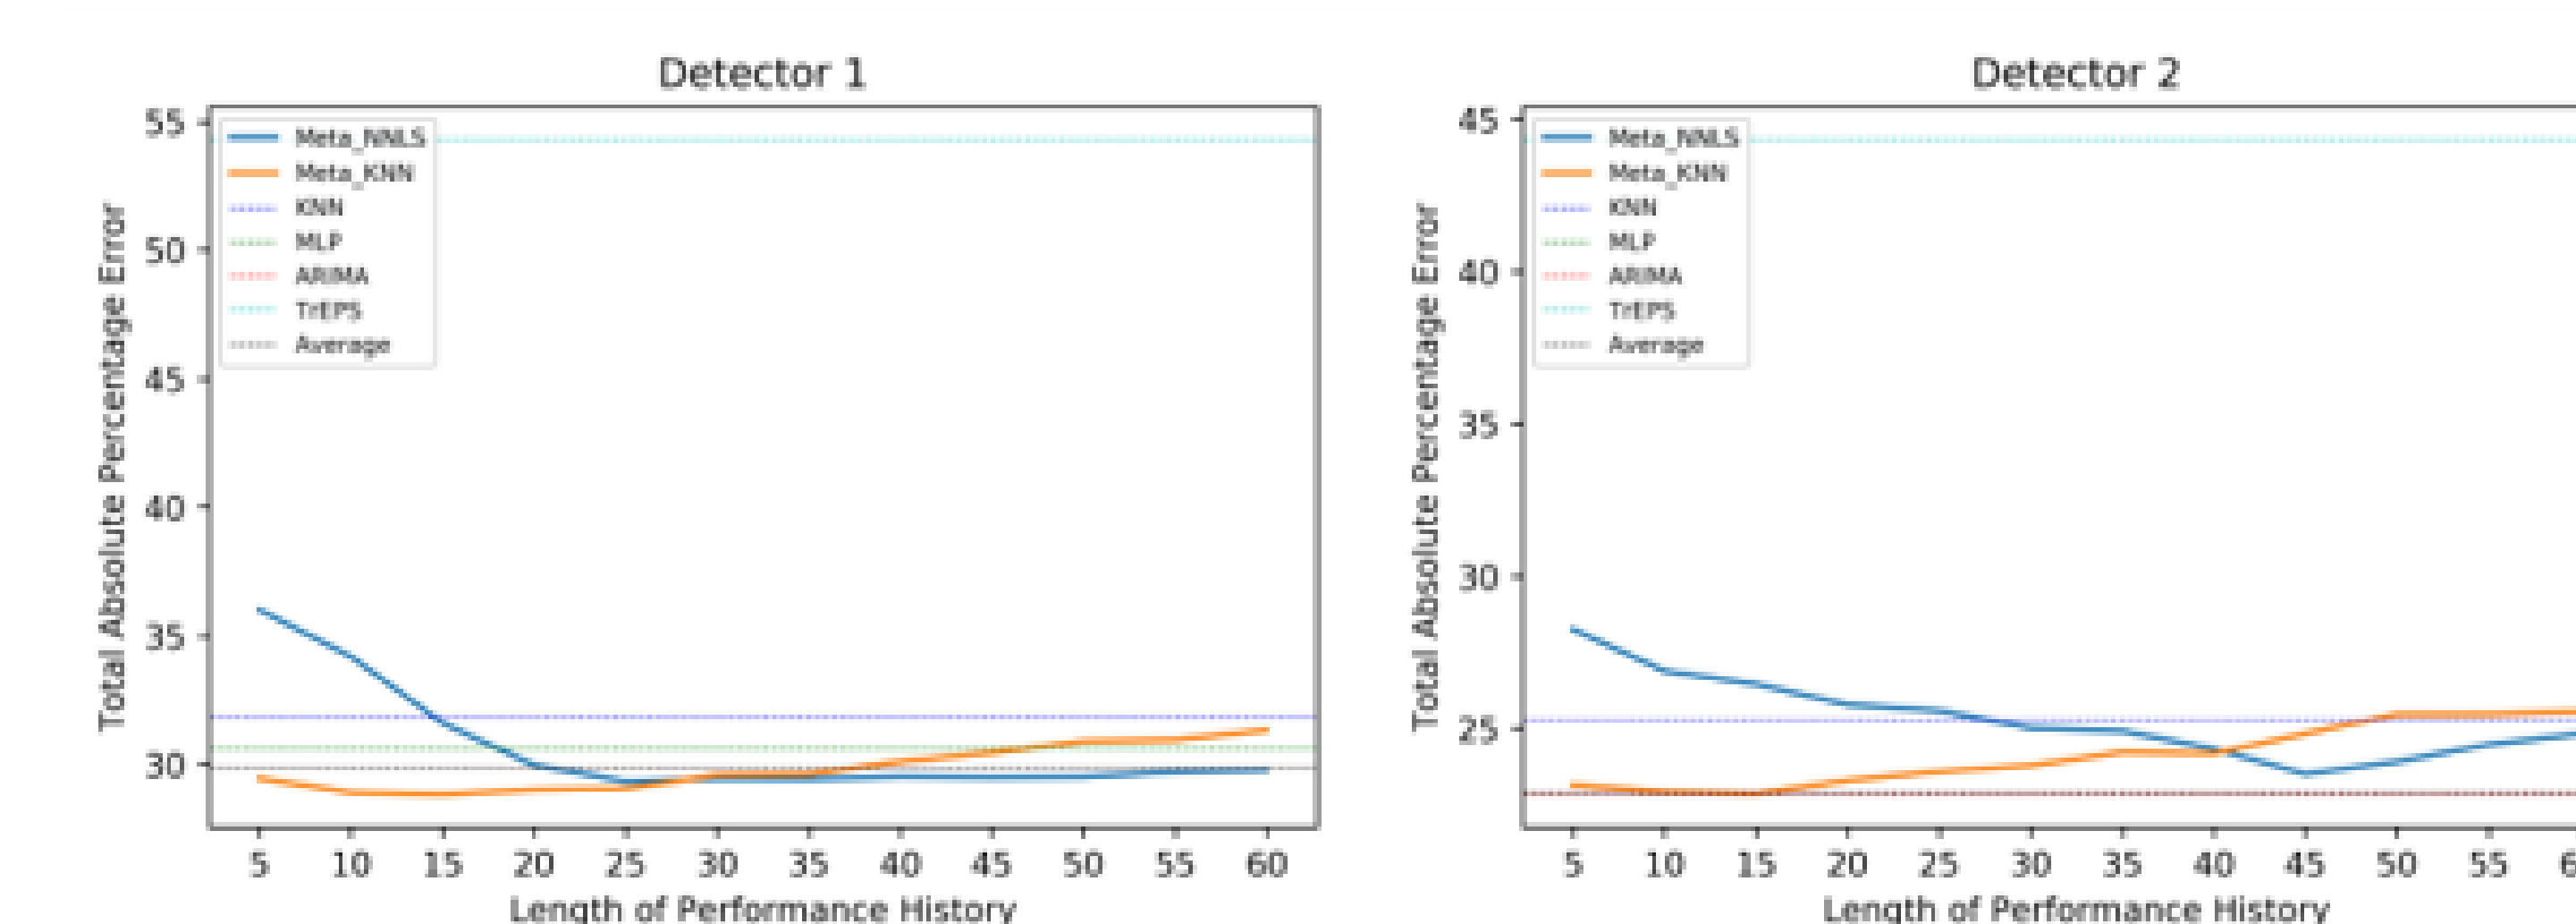 Detector 1
Total Absolute Percentage Error
55
50
45
40
35
30
Meta_NNLS
Meta_KNN
KNN
MLP
ARIMA
TrEPS
Average
5 10 15 20 25 30 35 40 45 50 55 60
Length of Performance History
Detector 2
Total Absolute Percentage Error
45
40
35
30
25
Meta_NNLS
Meta_KNN
KNN
MLP
ARIMA
TrEPS
Average
5 10 15 20 25 30 35 40 45 50 55
Length of Performance History